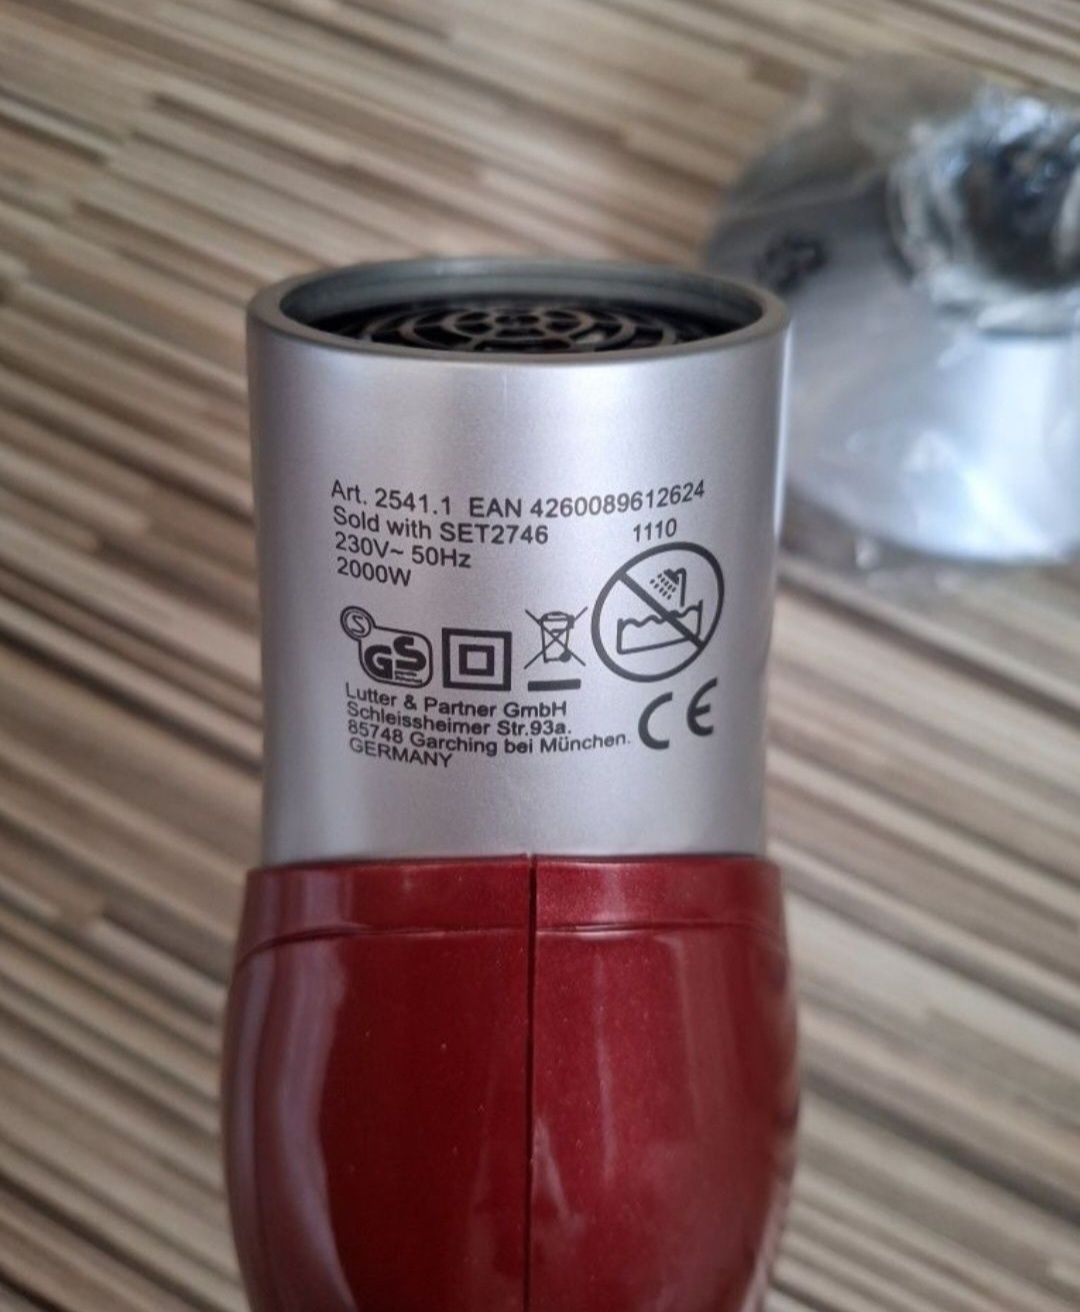 Art. 2541.1 EAN 4260089612624
Sold with SET2746 1110
230V~ 50Hz
2000W
S
GS
CE
Lutter & Partner GmbH
Schleissheimer Str.93a.
85748 Garching bei München.
GERMANY